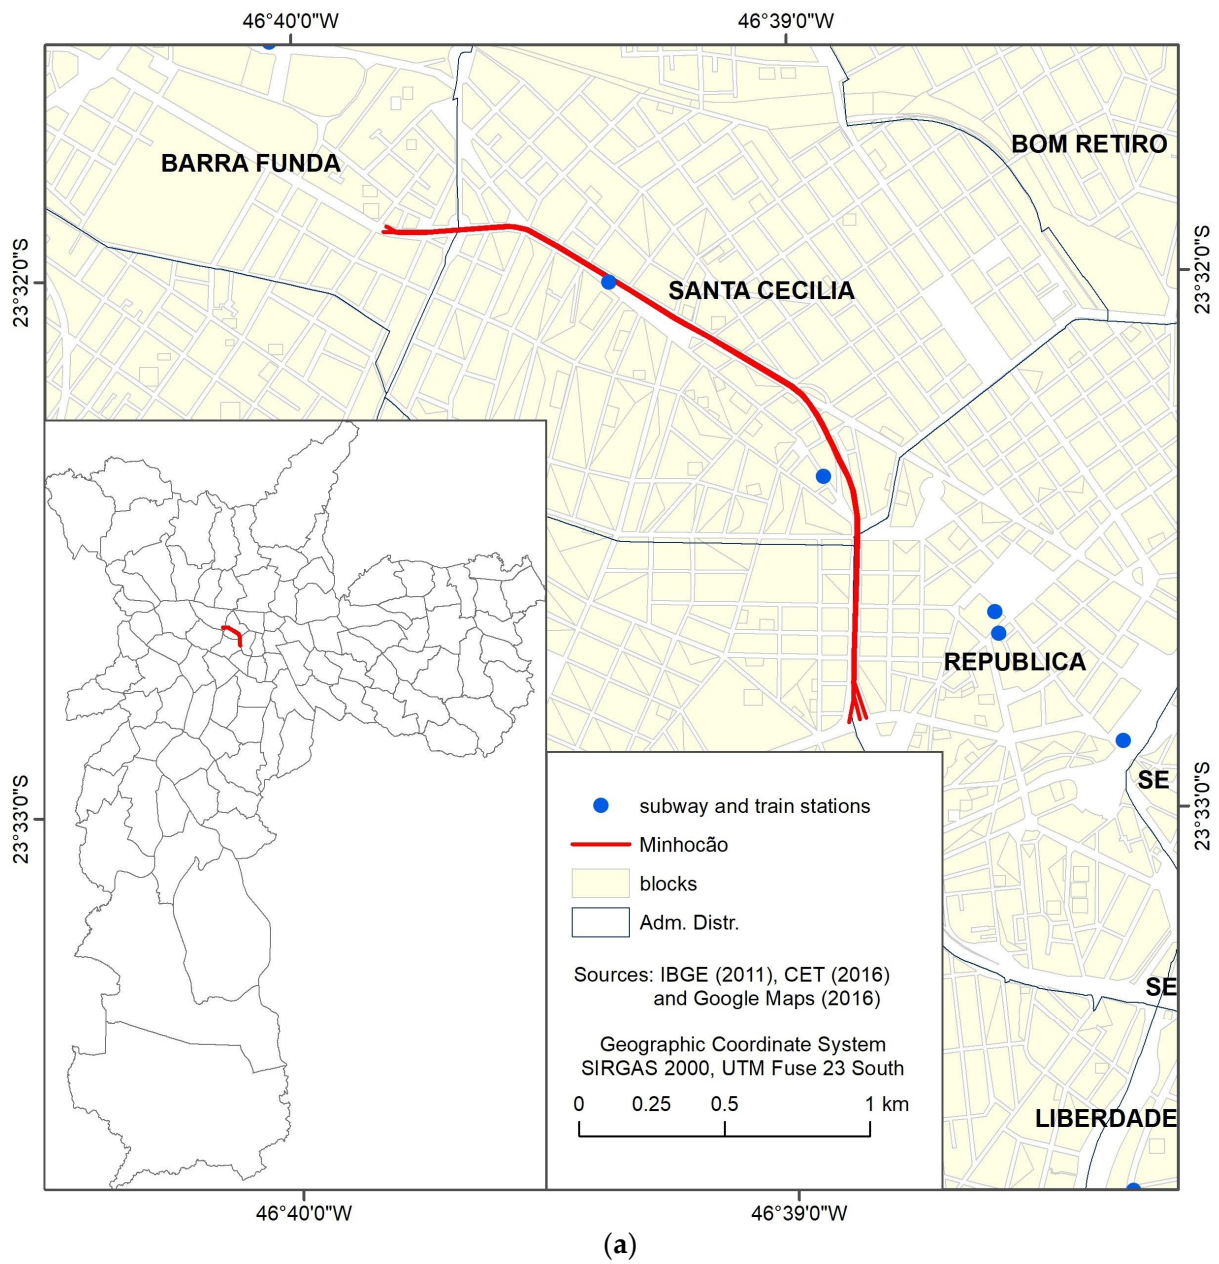 46°40'0"W
46°39'0"W
BOM RETIRO
BARRA FUNDA
23°32'0"S
23°32'0"S
SANTA CECILIA
REPUBLICA
SE
23°33'0"S
23°33'0"S
subway and train stations
Minhocão
blocks
Adm. Distr.
Sources: IBGE (2011), CET (2016)
and Google Maps (2016)
SE
Geographic Coordinate System
SIRGAS 2000, UTM Fuse 23 South
0 0.25 0.5 1 km
LIBERDADE
46°40'0"W
46°39'0"W
(a)